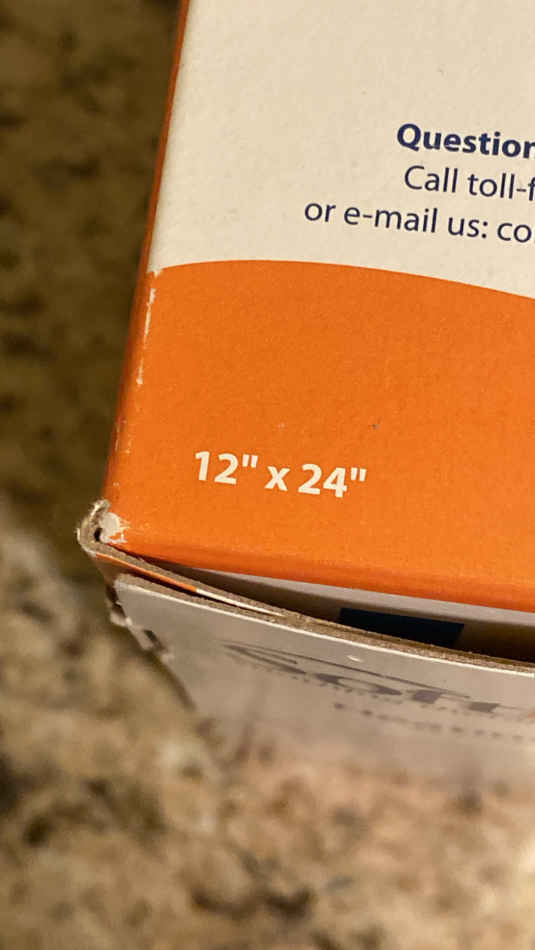 Question
Call toll-f
or e-mail us: co
12" x 24"